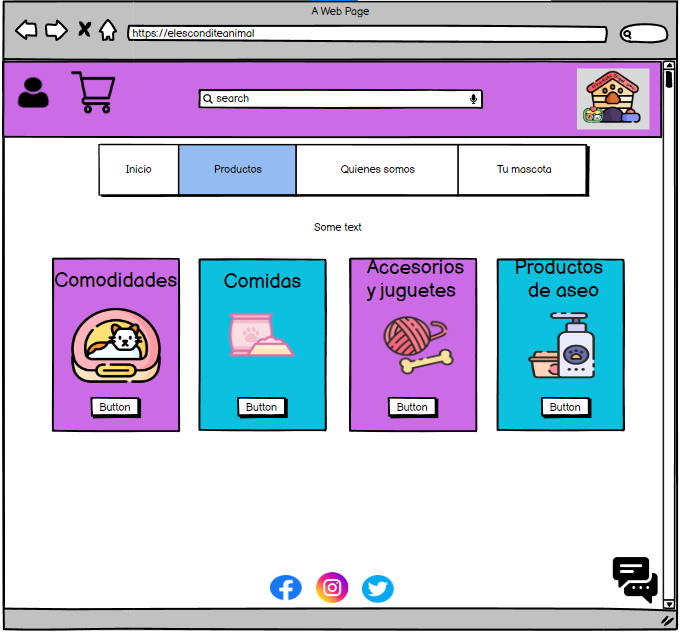 A Web Page
https://elesconditeanimal
search
Inicio
Productos
Quienes somos
Tu mascota
Some text
Comodidades
Comidas
Accesorios
y juguetes
Productos
de aseo
Button
Button
Button
Button